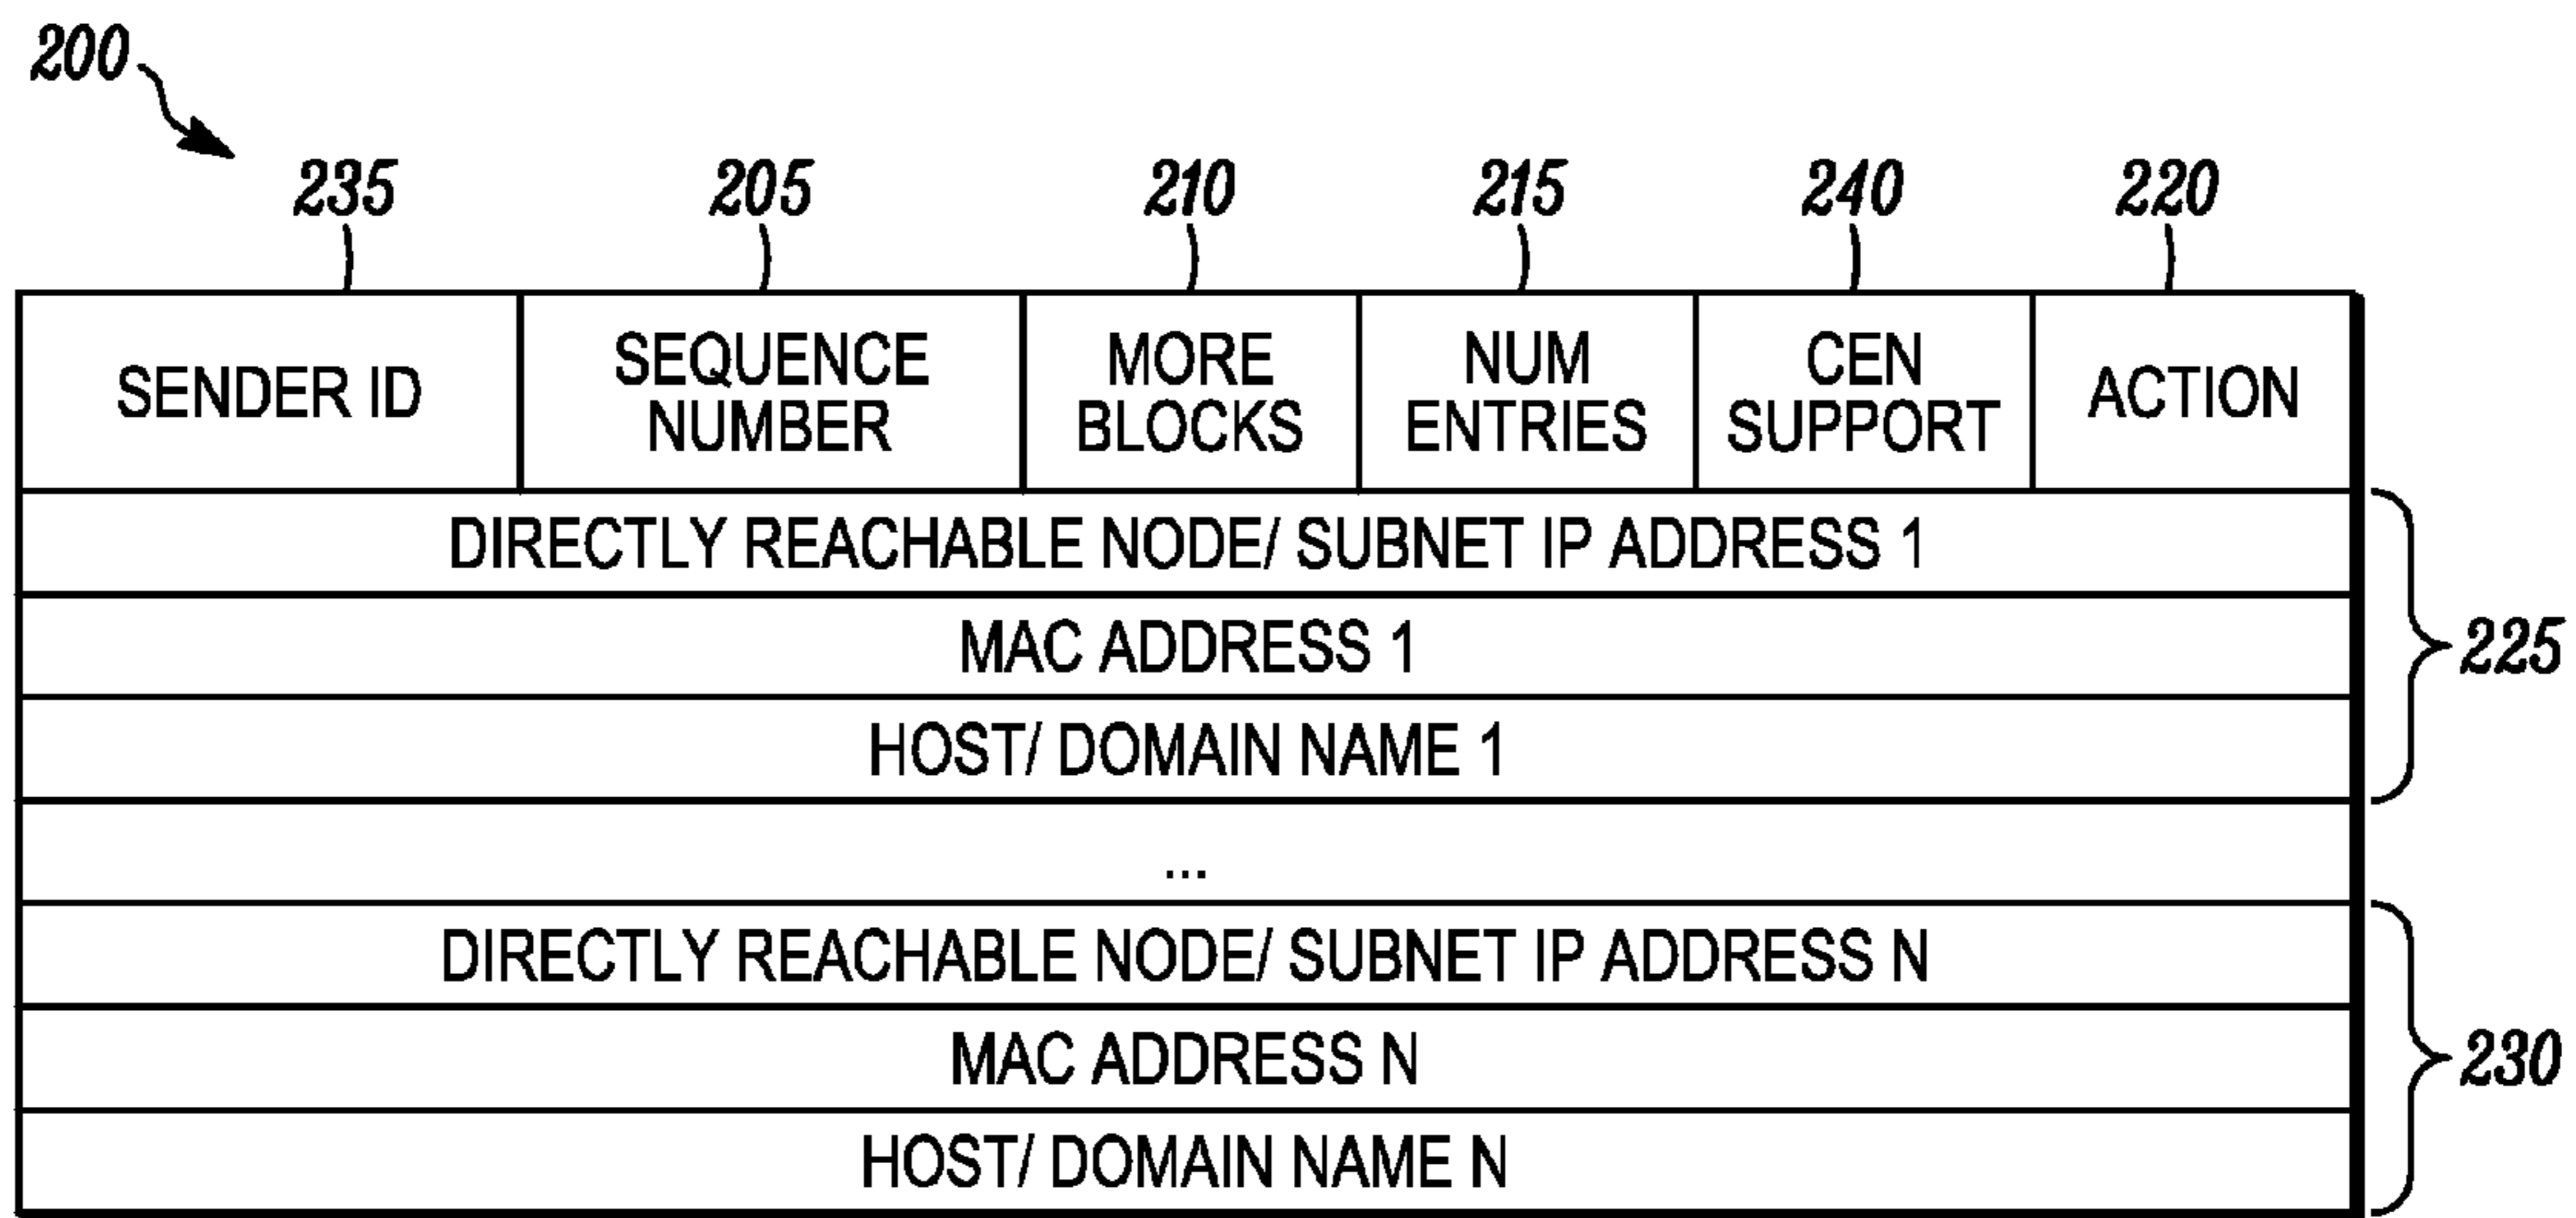 200
235 205 210 215 240 220
SENDER ID
SEQUENCE
NUMBER
MORE
BLOCKS
NUM
ENTRIES
CEN
SUPPORT
ACTION
DIRECTLY REACHABLE NODE/ SUBNET IP ADDRESS 1
MAC ADDRESS 1
225
HOST/ DOMAIN NAME 1
...
DIRECTLY REACHABLE NODE/ SUBNET IP ADDRESS N
MAC ADDRESS N
230
HOST/ DOMAIN NAME N